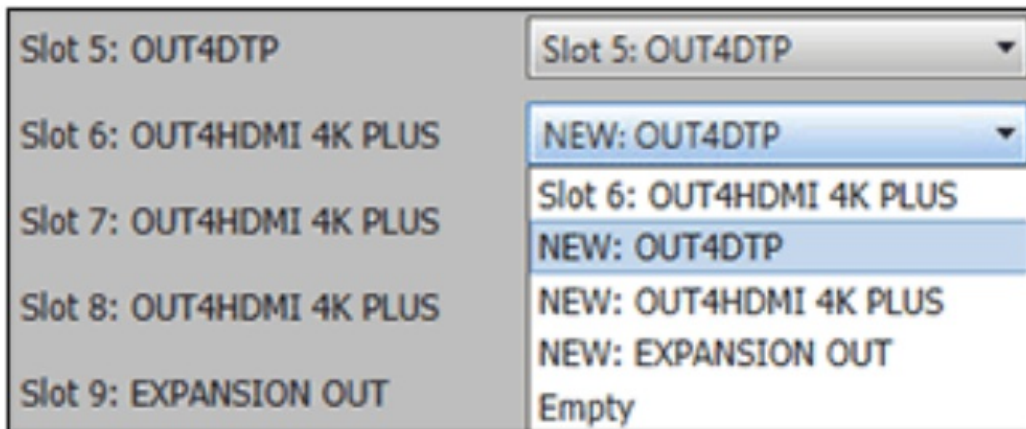 Slot 5: OUT4DTP
Slot 5: OUT4DTP
Slot 6: OUT4HDMI 4K PLUS
NEW: OUT4DTP
Slot 6: OUT4HDMI 4K PLUS
NEW: OUT4DTP
NEW: OUT4HDMI 4K PLUS
NEW: EXPANSION OUT
Empty
Slot 7: OUT4HDMI 4K PLUS
Slot 8: OUT4HDMI 4K PLUS
Slot 9: EXPANSION OUT